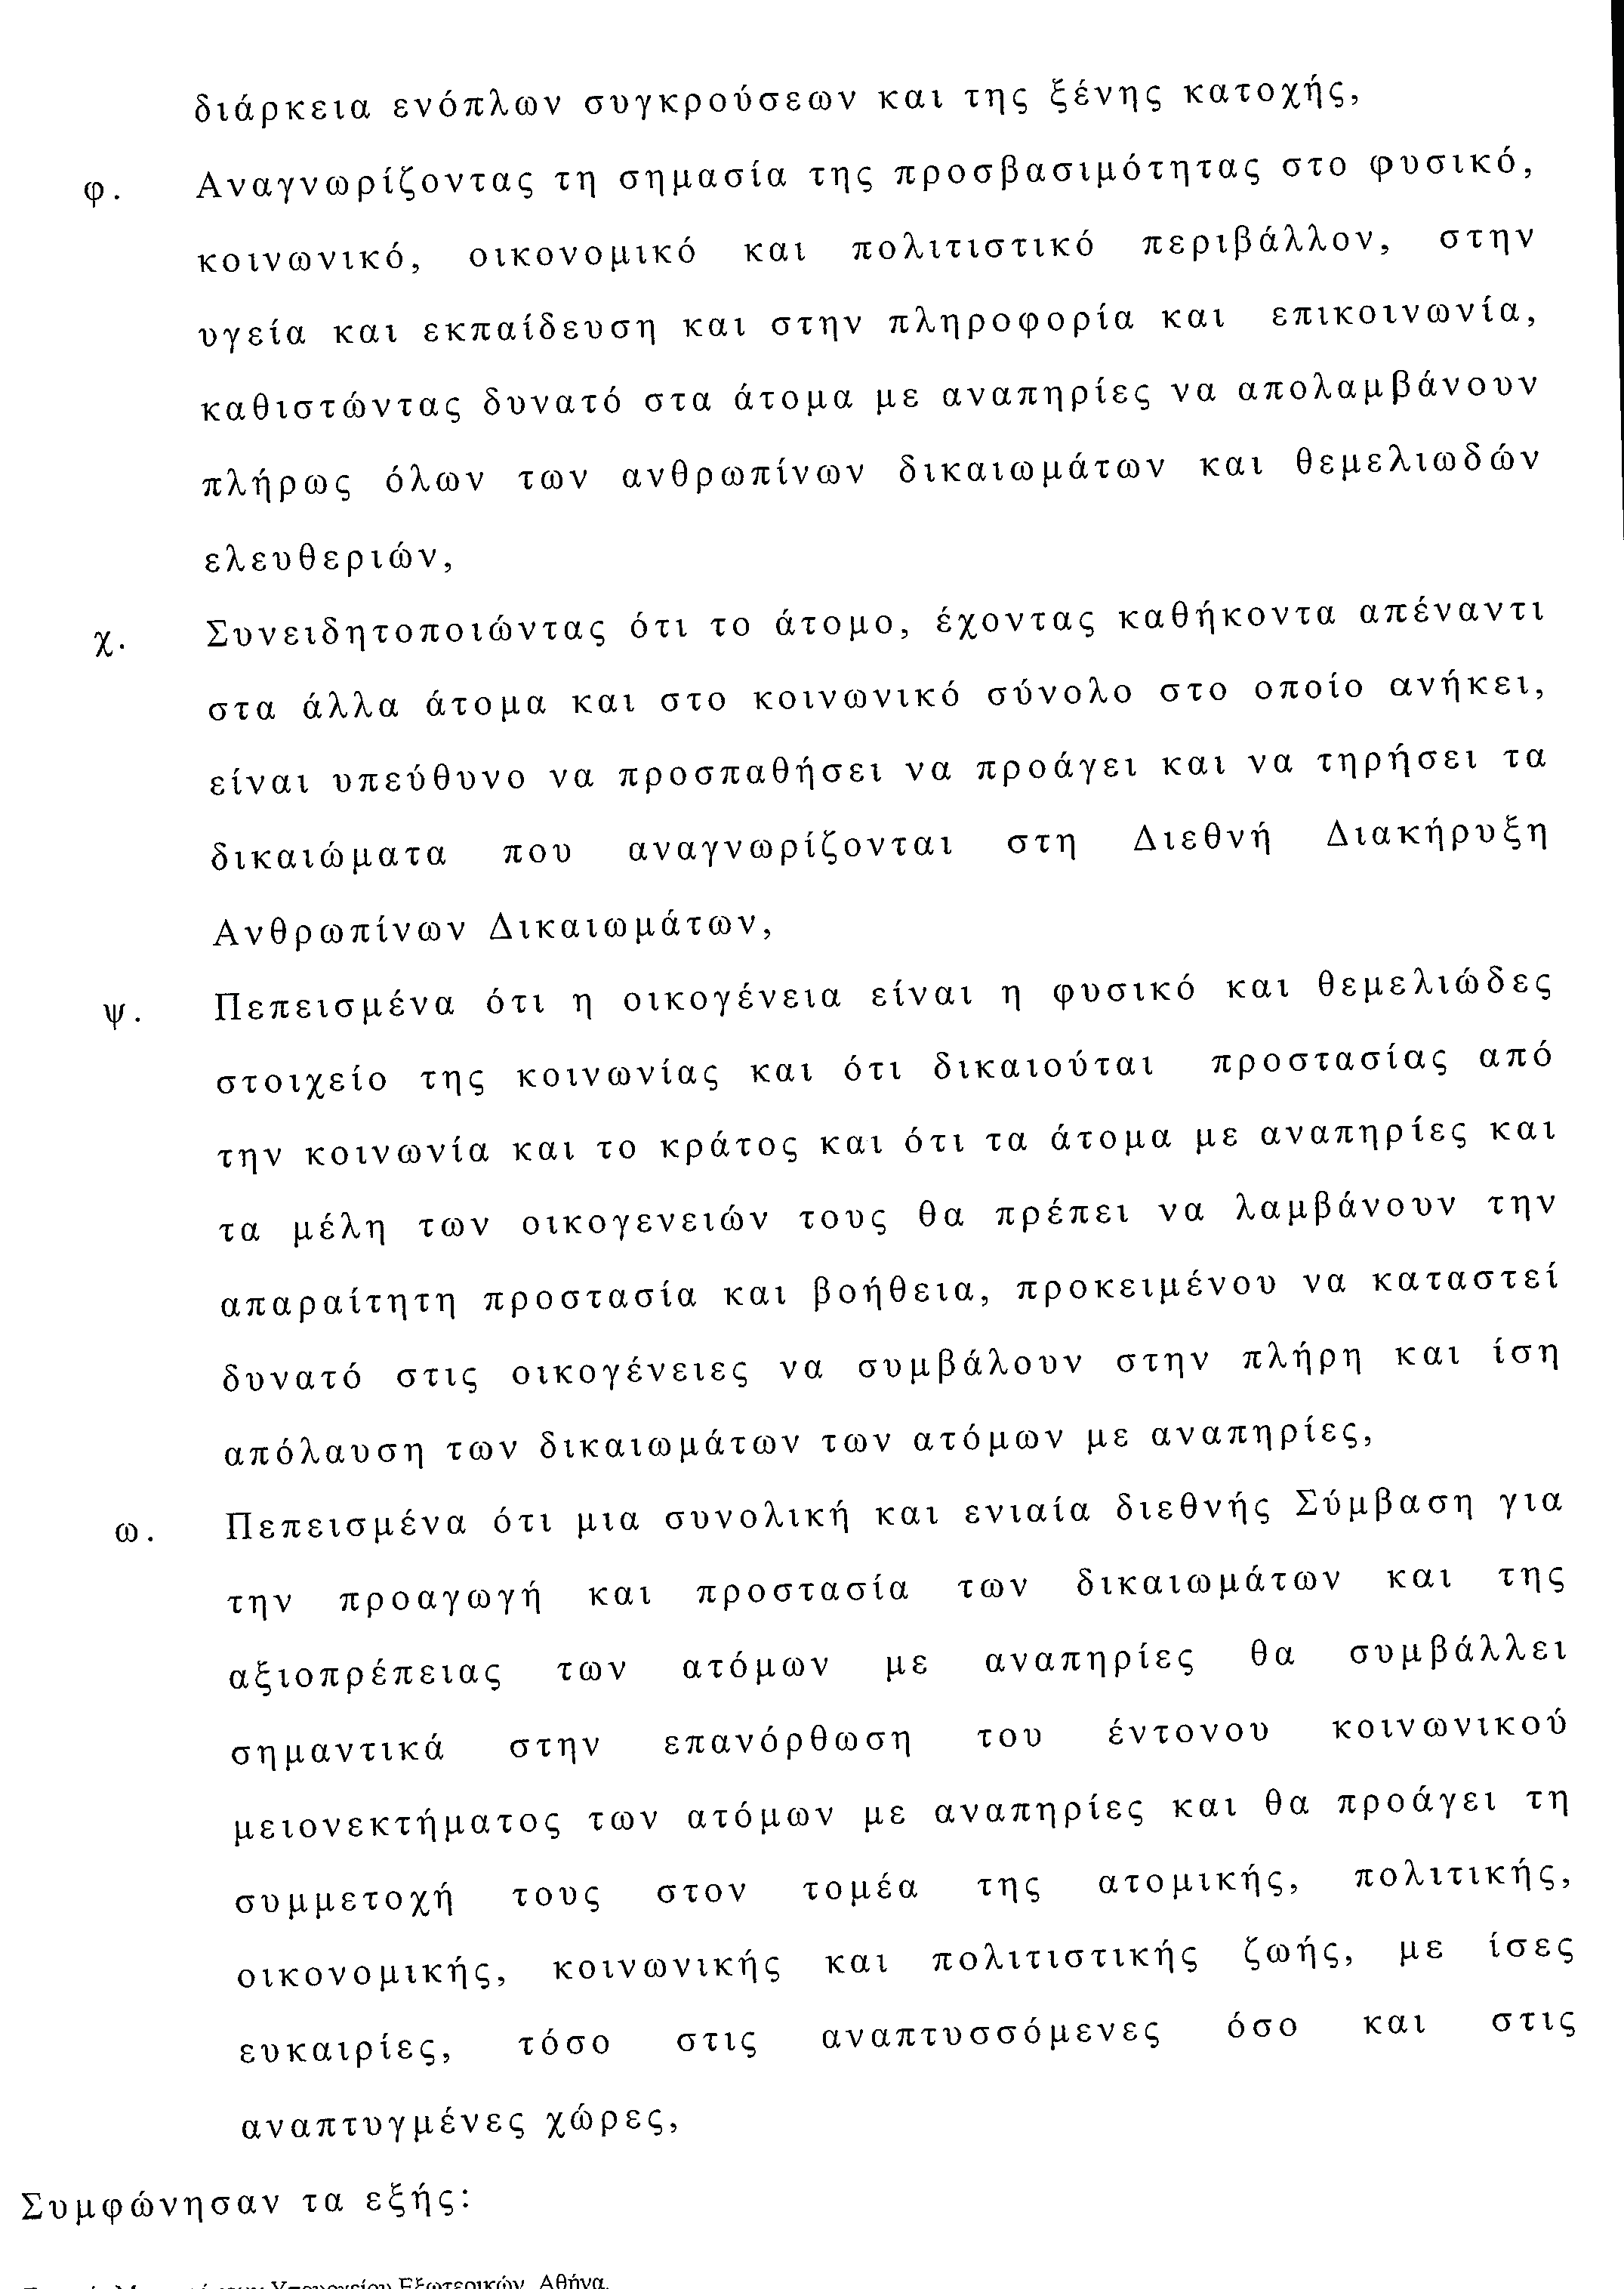 διάρκεια ενόπλων συγκρούσεων και της ξένης κατοχής,
φ. Αναγνωρίζοντας τη σημασία της προσβασιμότητας στο φυσικό,
κοινωνικό, οικονομικό και πολιτιστικό περιβάλλον, στην
υγεία και εκπαίδευση και στην πληροφορία και επικοινωνία,
καθιστώντας δυνατό στα άτομα με αναπηρίες να απολαμβάνουν
πλήρως όλων των ανθρωπίνων δικαιωμάτων και θεμελιωδών
ελευθεριών,
χ. Συνειδητοποιώντας ότι το άτομο, έχοντας καθήκοντα απέναντι
στα άλλα άτομα και στο κοινωνικό σύνολο στο οποίο ανήκει,
είναι υπεύθυνο να προσπαθήσει να προάγει και να τηρήσει τα
δικαιώματα που αναγνωρίζονται στη Διεθνή Διακήρυξη
Ανθρωπίνων Δικαιωμάτων,
ψ. Πεπεισμένα ότι η οικογένεια είναι η φυσικό και θεμελιώδες
στοιχείο της κοινωνίας και ότι δικαιούται προστασίας από
την κοινωνία και το κράτος και ότι τα άτομα με αναπηρίες και
τα μέλη των οικογενειών τους θα πρέπει να λαμβάνουν την
απαραίτητη προστασία και βοήθεια, προκειμένου να καταστεί
δυνατό στις οικογένειες να συμβάλουν στην πλήρη και ίση
απόλαυση των δικαιωμάτων των ατόμων με αναπηρίες,
ω. Πεπεισμένα ότι μια συνολική και ενιαία διεθνής Σύμβαση για
την προαγωγή και προστασία των δικαιωμάτων και της
αξιοπρέπειας των ατόμων με αναπηρίες θα συμβάλλει
σημαντικά στην επανόρθωση του έντονου κοινωνικού
μειονεκτήματος των ατόμων με αναπηρίες και θα προάγει τη
συμμετοχή τους στον τομέα της ατομικής, πολιτικής,
οικονομικής, κοινωνικής και πολιτιστικής ζωής, με ίσες
ευκαιρίες, τόσο στις αναπτυσσόμενες όσο και στις
αναπτυγμένες χώρες,
Συμφώνησαν τα εξής:
Υπουργείου Εξωτερικών, Αθήνα.